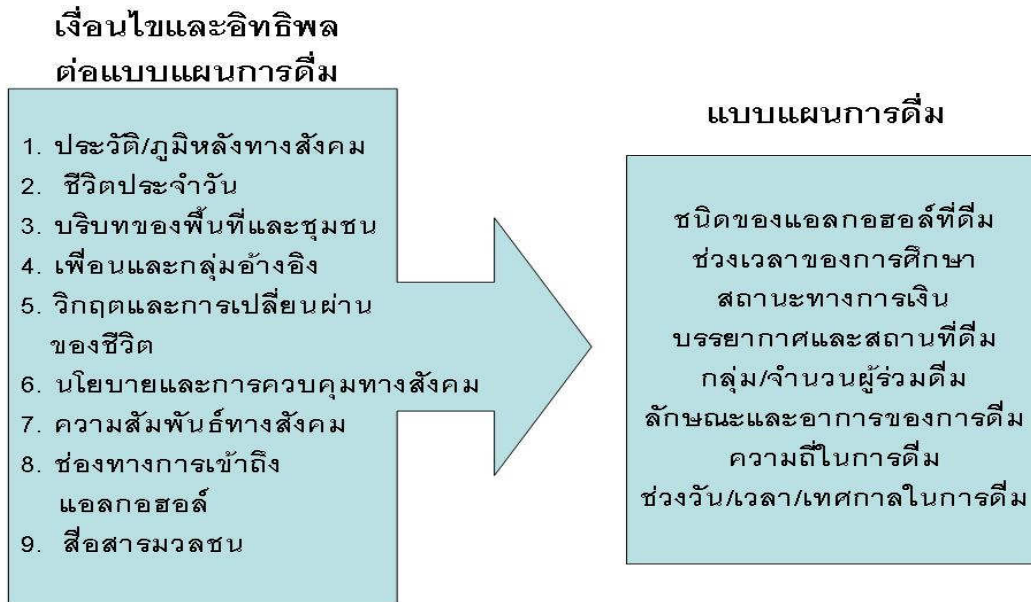 เงื่อนไขและอิทธิพล
ต่อแบบแผนการดื่ม
1. ประวัติ/ภูมิหลังทางสังคม
2. ชีวิตประจำวัน
3. บริบทของพื้นที่และชุมชน
4. เพื่อนและกลุ่มอ้างอิง
5. วิกฤตและการเปลี่ยนผ่าน
ของชีวิต
6. นโยบายและการควบคุมทางสังคม
7. ความสัมพันธ์ทางสังคม
8. ช่องทางการเข้าถึง
แอลกอฮอล์
9. สื่อสารมวลชน
แบบแผนการดื่ม
ชนิดของแอลกอฮอล์ที่ดื่ม
ช่วงเวลาของการศึกษา
สถานะทางการเงิน
บรรยากาศและสถานที่ดื่ม
กลุ่ม/จำนวนผู้ร่วมดื่ม
ลักษณะและอาการของการดื่ม
ความถี่ในการดื่ม
ช่วงวัน/เวลา/เทศกาลในการดื่ม